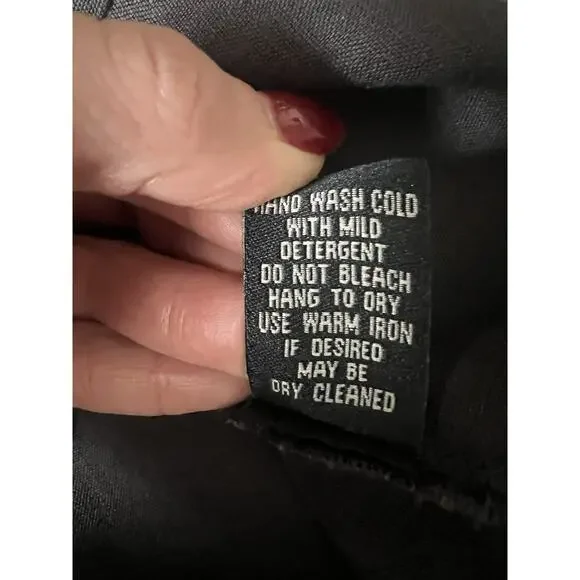 HAND WASH COLD
WITH MILD
DETERGENT
DO NOT BLEACH
HANG TO DRY
USE WARM IRON
IF DESIRED
MAY BE
DRY CLEANED